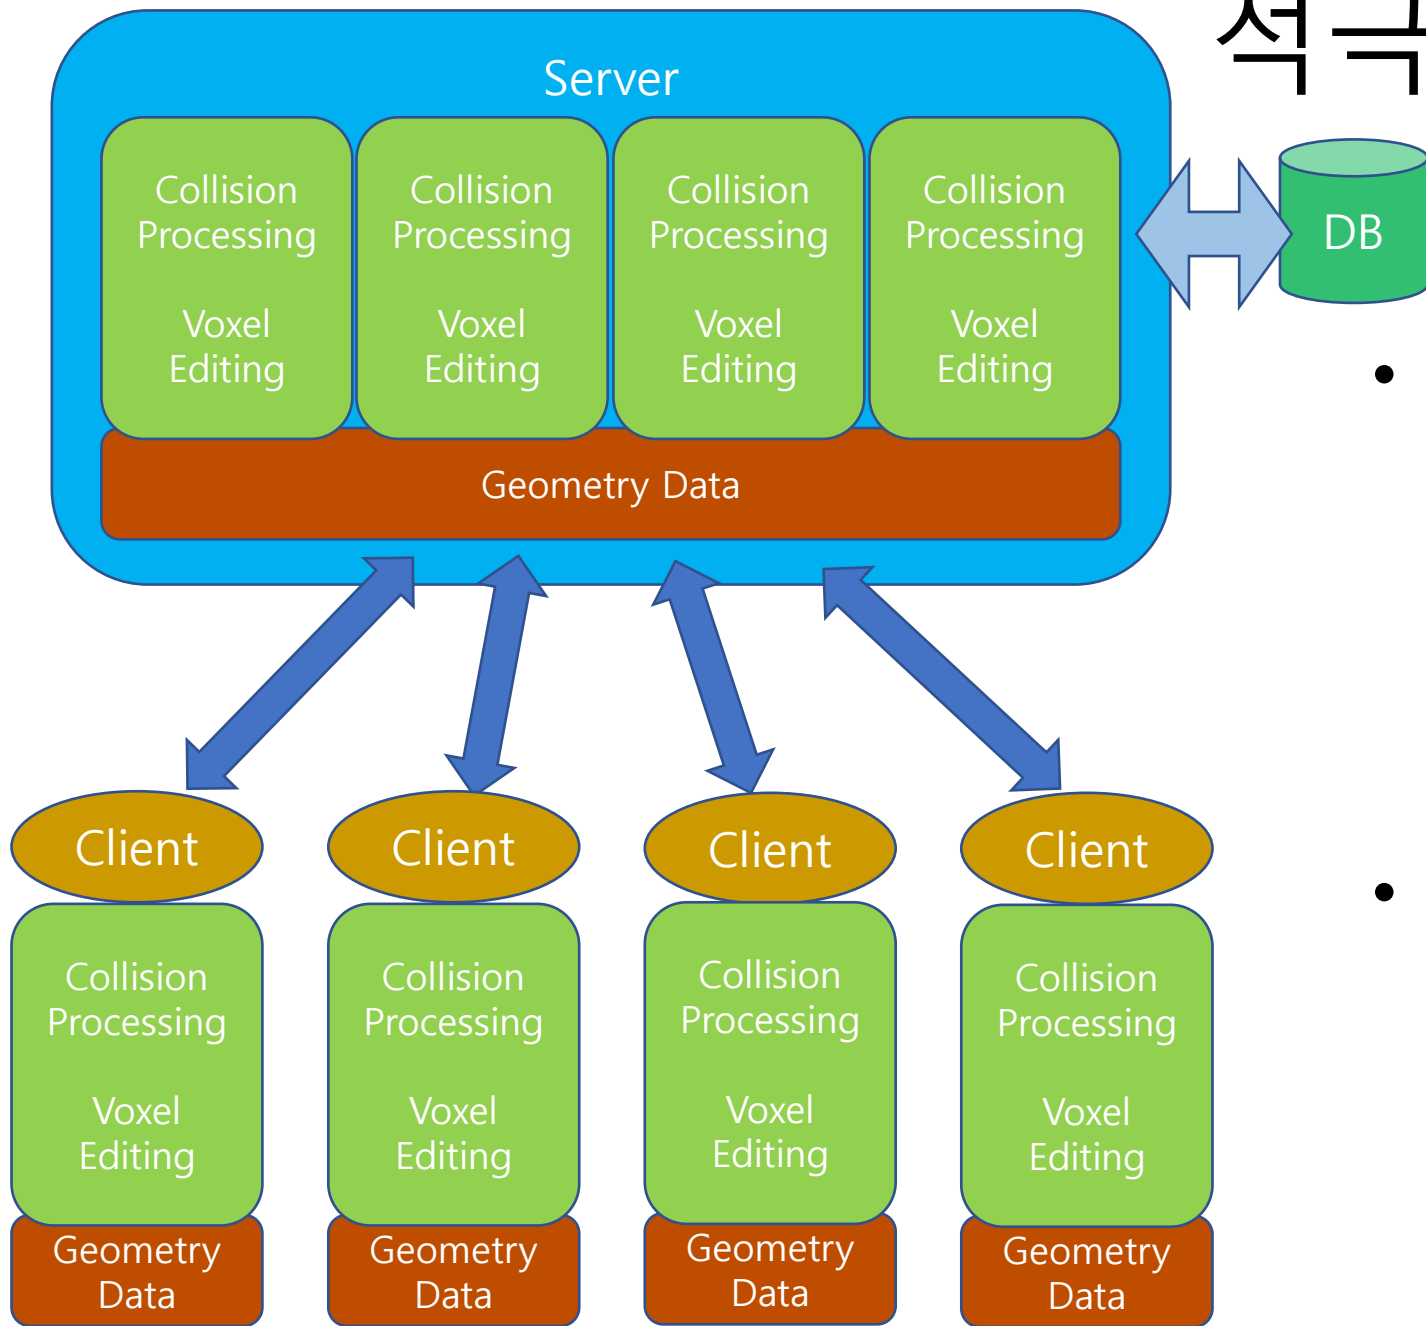 적극
Server
Collision
Processing
Voxel
Editing
Collision
Processing
Voxel
Editing
Collision
Processing
Voxel
Editing
Collision
Processing
Voxel
Editing
DB
Geometry Data
Client
Client
Client
Client
Collision
Processing
Voxel
Editing
Collision
Processing
Voxel
Editing
Collision
Processing
Voxel
Editing
Collision
Processing
Voxel
Editing
Geometry
Data
Geometry
Data
Geometry
Data
Geometry
Data